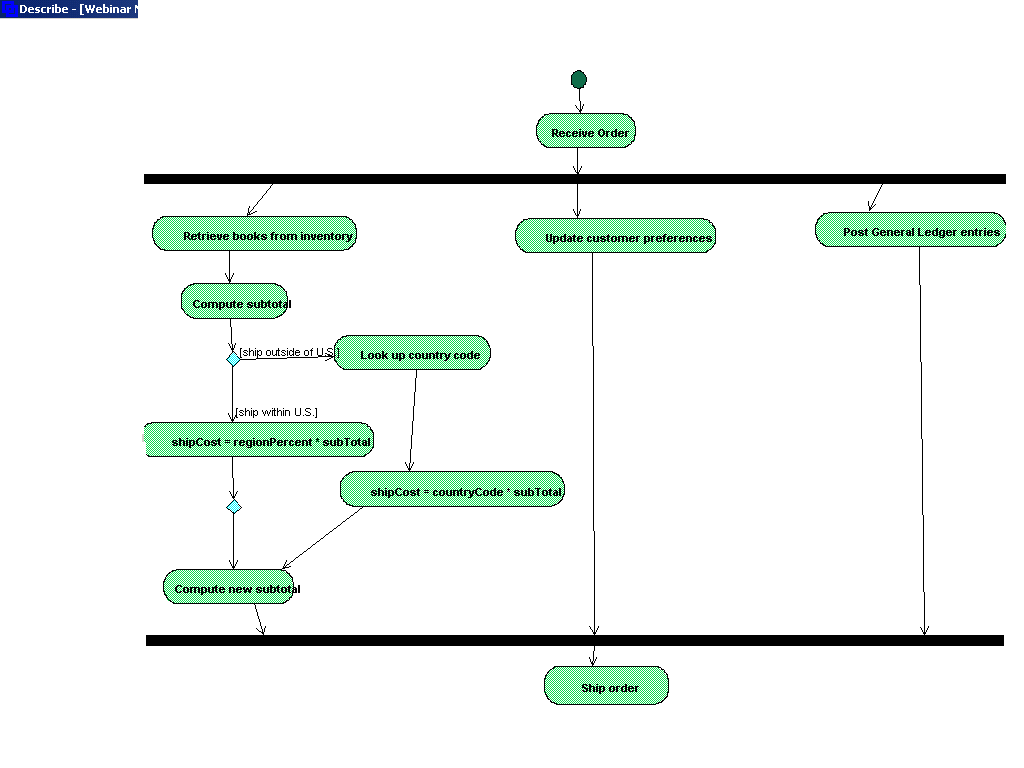 Describe - [Webinar
Receive Order
Retrieve books from inventory
Update customer preferences
Post General Ledger entries
Compute subtotal
[ship outside of U.S.]
Look up country code
[ship within U.S.]
shipCost = regionPercent * subTotal
shipCost = countryCode * subTotal
Compute new subtotal
Ship order